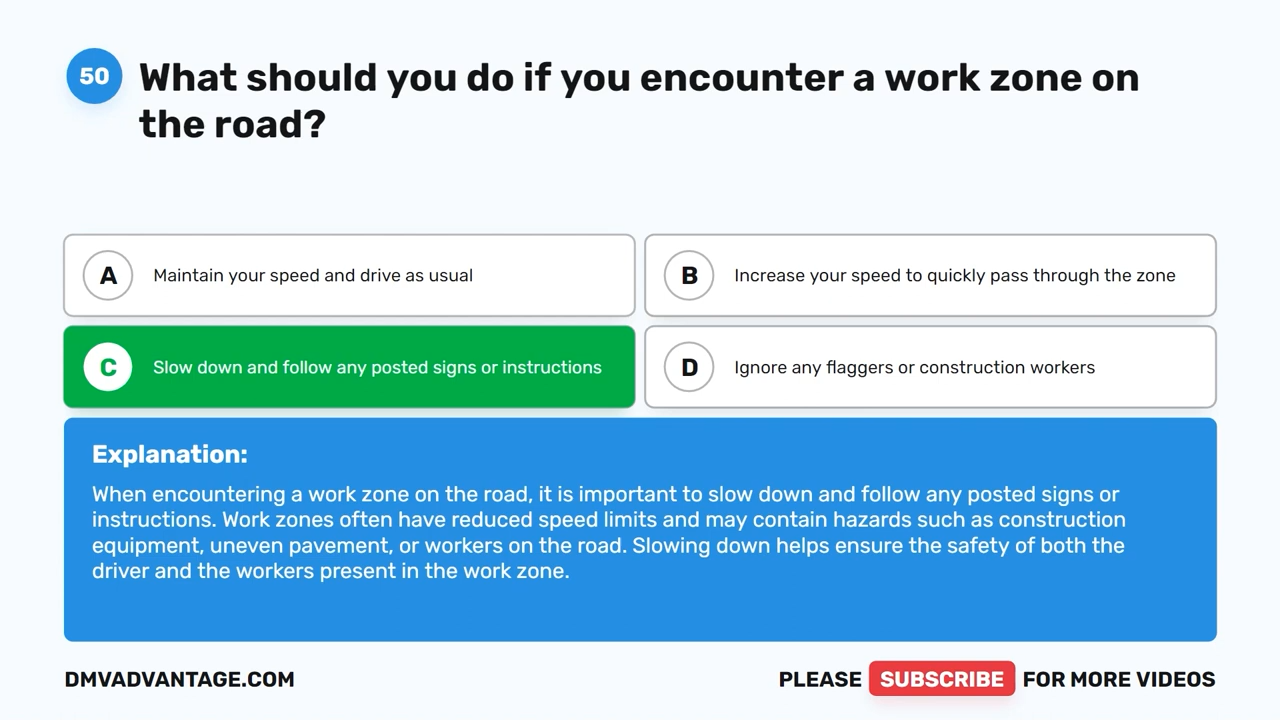 50
What should you do if you encounter a work zone on
the road?
A Maintain your speed and drive as usual
B Increase your speed to quickly pass through the zone
C Slow down and follow any posted signs or instructions
D Ignore any flaggers or construction workers
Explanation:
When encountering a work zone on the road, it is important to slow down and follow any posted signs or
instructions. Work zones often have reduced speed limits and may contain hazards such as construction
equipment, uneven pavement, or workers on the road. Slowing down helps ensure the safety of both the
driver and the workers present in the work zone.
DMVADVANTAGE.COM
PLEASE SUBSCRIBE FOR MORE VIDEOS